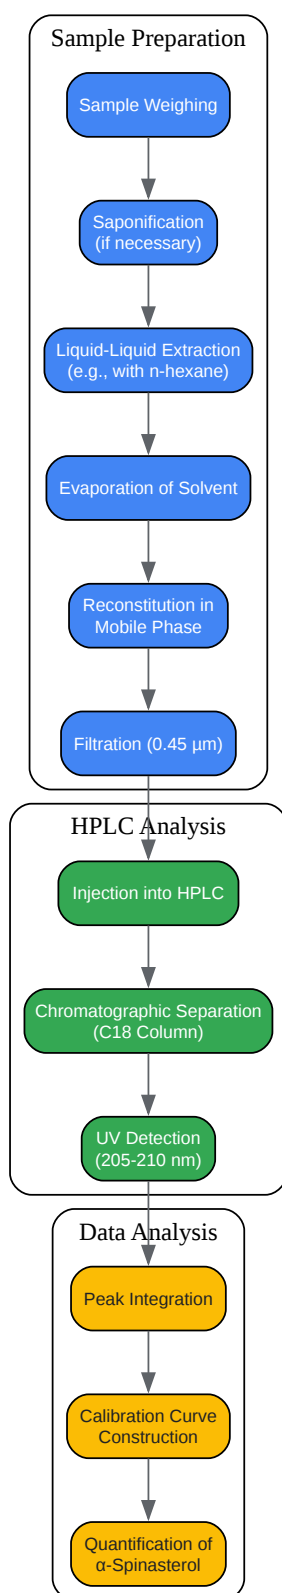 Sample Preparation
Sample Weighing
Saponification
(if necessary)
Liquid-Liquid Extraction
(e.g., with n-hexane)
Evaporation of Solvent
Reconstitution in
Mobile Phase
Filtration (0.45 µm)
HPLC Analysis
Injection into HPLC
Chromatographic Separation
(C18 Column)
UV Detection
(205-210 nm)
Data Analysis
Peak Integration
Calibration Curve
Construction
Quantification of
α-Spinasterol